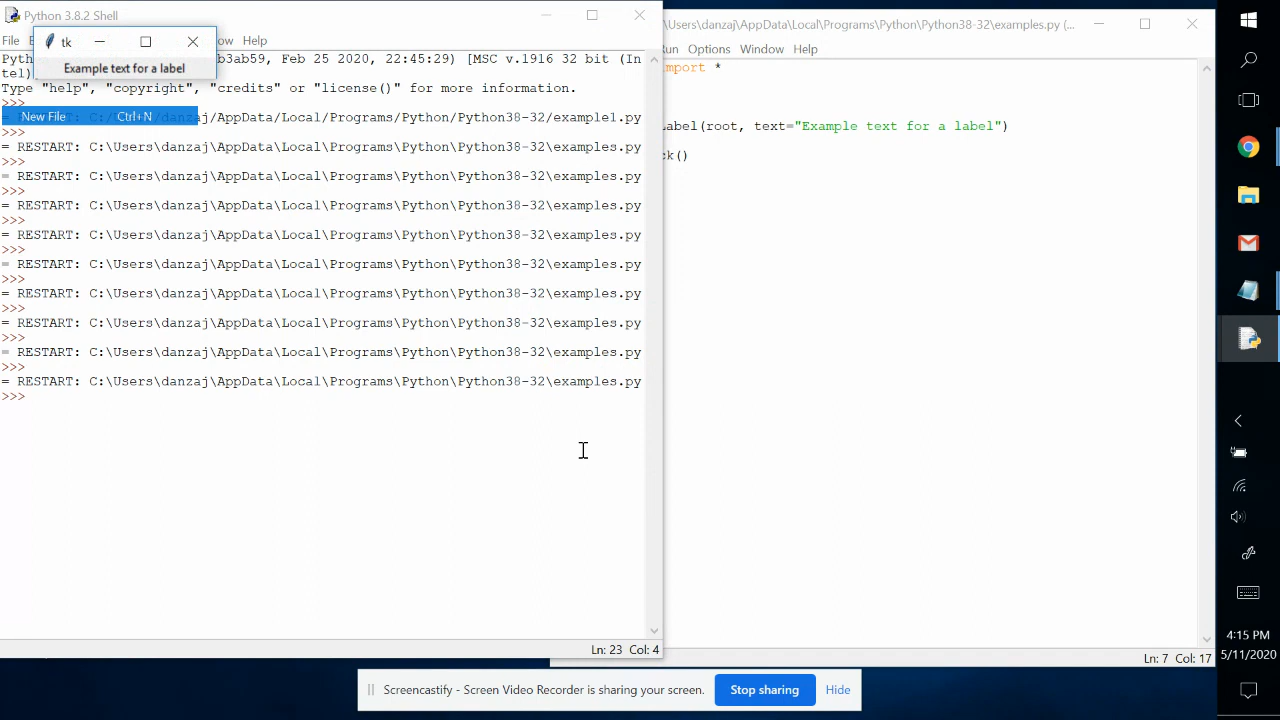 Python 3.8.2 Shell
File
ow Help
tk
Example text for a label
Pyth
b3ab59, Feb 25 2020, 22:45:29) [MSC v.1916 32 bit (In
tel)
Type "help", "copyright", "credits" or "license()" for more information.
>>>
New File Ctrl+N
/AppData/Local/Programs/Python/Python38-32/example1.py
>>>
= RESTART: C:\Users\danzaj\AppData\Local\Programs\Python\Python38-32\examples.py
>>>
= RESTART: C:\Users\danzaj\AppData\Local\Programs\Python\Python38-32\examples.py
>>>
= RESTART: C:\Users\danzaj\AppData\Local\Programs\Python\Python38-32\examples.py
>>>
= RESTART: C:\Users\danzaj\AppData\Local\Programs\Python\Python38-32\examples.py
>>>
= RESTART: C:\Users\danzaj\AppData\Local\Programs\Python\Python38-32\examples.py
>>>
= RESTART: C:\Users\danzaj\AppData\Local\Programs\Python\Python38-32\examples.py
>>>
= RESTART: C:\Users\danzaj\AppData\Local\Programs\Python\Python38-32\examples.py
>>>
= RESTART: C:\Users\danzaj\AppData\Local\Programs\Python\Python38-32\examples.py
>>>
= RESTART: C:\Users\danzaj\AppData\Local\Programs\Python\Python38-32\examples.py
>>>
Ln: 23 Col: 4
\Users\danzaj\AppData\Local\Programs\Python\Python38-32\examples.py (...
Run Options Window Help
import *
Label(root, text="Example text for a label")
ck()
Ln: 7 Col: 17
Screencastify - Screen Video Recorder is sharing your screen. Stop sharing Hide
4:15 PM
5/11/2020